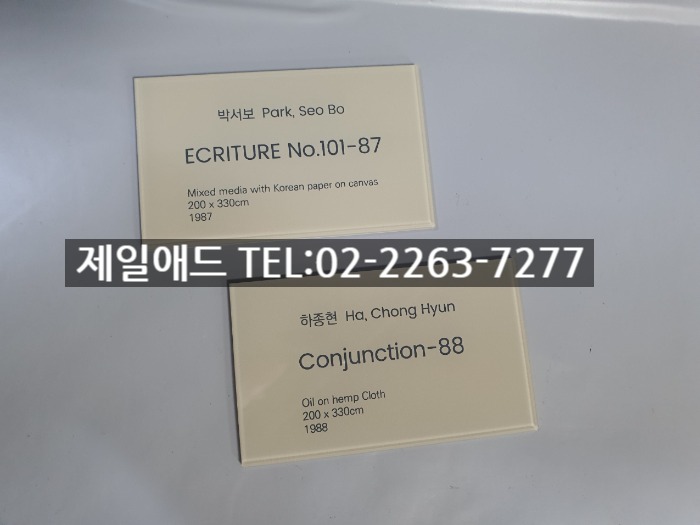 박서보 Park, Seo Bo
ECRITURE No.101-87
Mixed media with Korean paper on canvas
200 x 330cm
1987
제일애드 TEL:02-2263-7277
하종현 Ha, Chong Hyun
Conjunction-88
Oil on hemp Cloth
200 x 330cm
1988